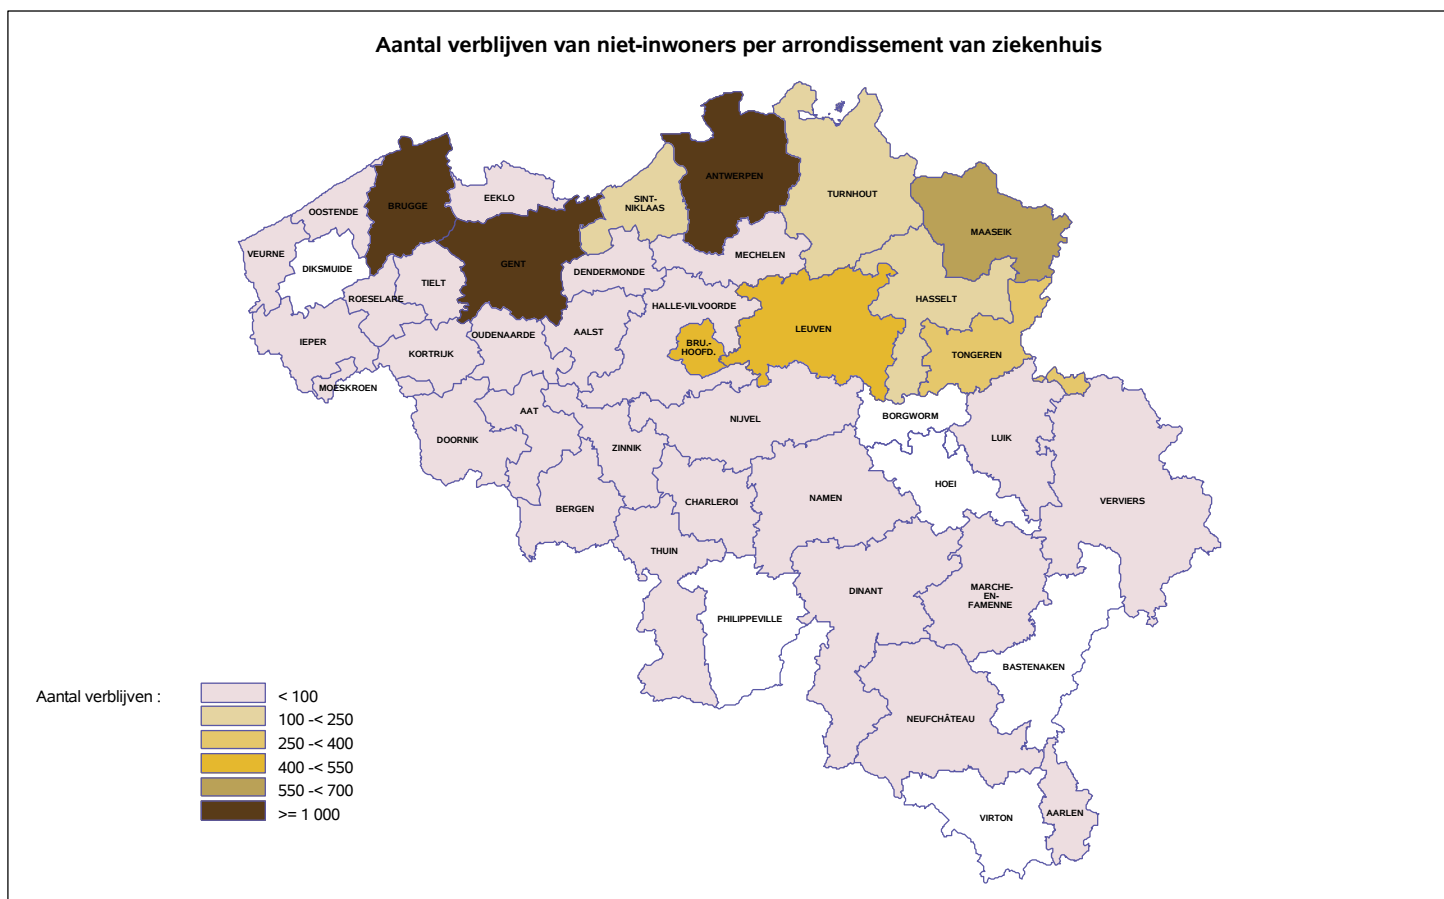 Aantal verblijven van niet-inwoners per arrondissement van ziekenhuis
ANTWERPEN
TURNHOUT
EEKLO
SINT-
NIKLAAS
BRUGGE
OOSTENDE
MAASEIK
VEURNE
MECHELEN
GENT
DIKSMUIDE
DENDERMONDE
TIELT
ROESELARE
HASSELT
HALLE-VILVOORDE
LEUVEN
AALST
OUDENAARDE
IEPER
BRU.-
HOOFD.
KORTRIJK
TONGEREN
MOESKROEN
AAT
BORGWORM
NIJVEL
DOORNIK
LUIK
ZINNIK
HOEI
NAMEN
VERVIERS
CHARLEROI
BERGEN
THUIN
MARCHE-
EN-
FAMENNE
DINANT
PHILIPPEVILLE
BASTENAKEN
NEUFCHÂTEAU
VIRTON
AARLEN
Aantal verblijven :
< 100
100 -< 250
250 -< 400
400 -< 550
550 -< 700
>= 1 000